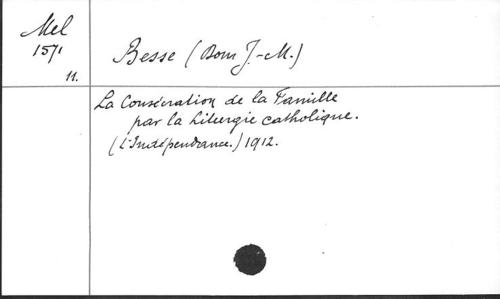 Mel
1571
11.
Besse (Dom J.-M.)
La Consécration de la Famille
par la Liturgie catholique.
(L'Indépendance.) 1912.